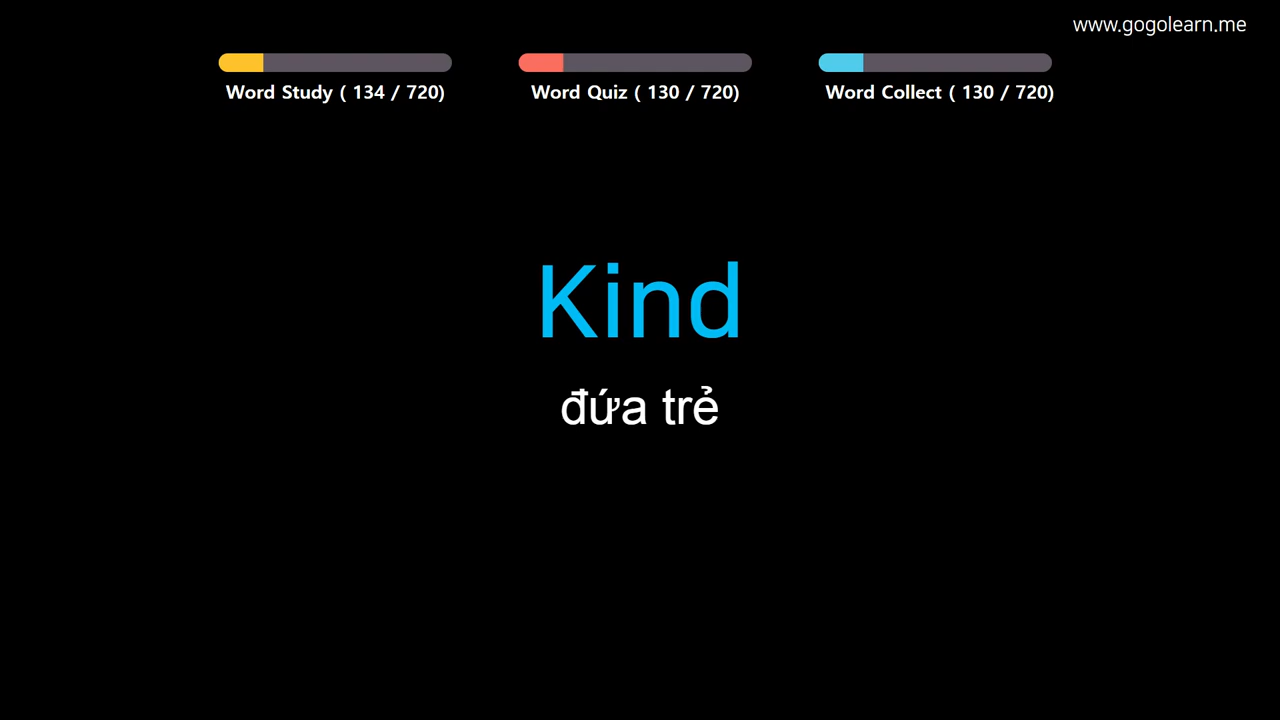 www.gogolearn.me
Word Study ( 134 / 720)
Word Quiz ( 130 / 720)
Word Collect ( 130 / 720)
Kind
đứa trẻ